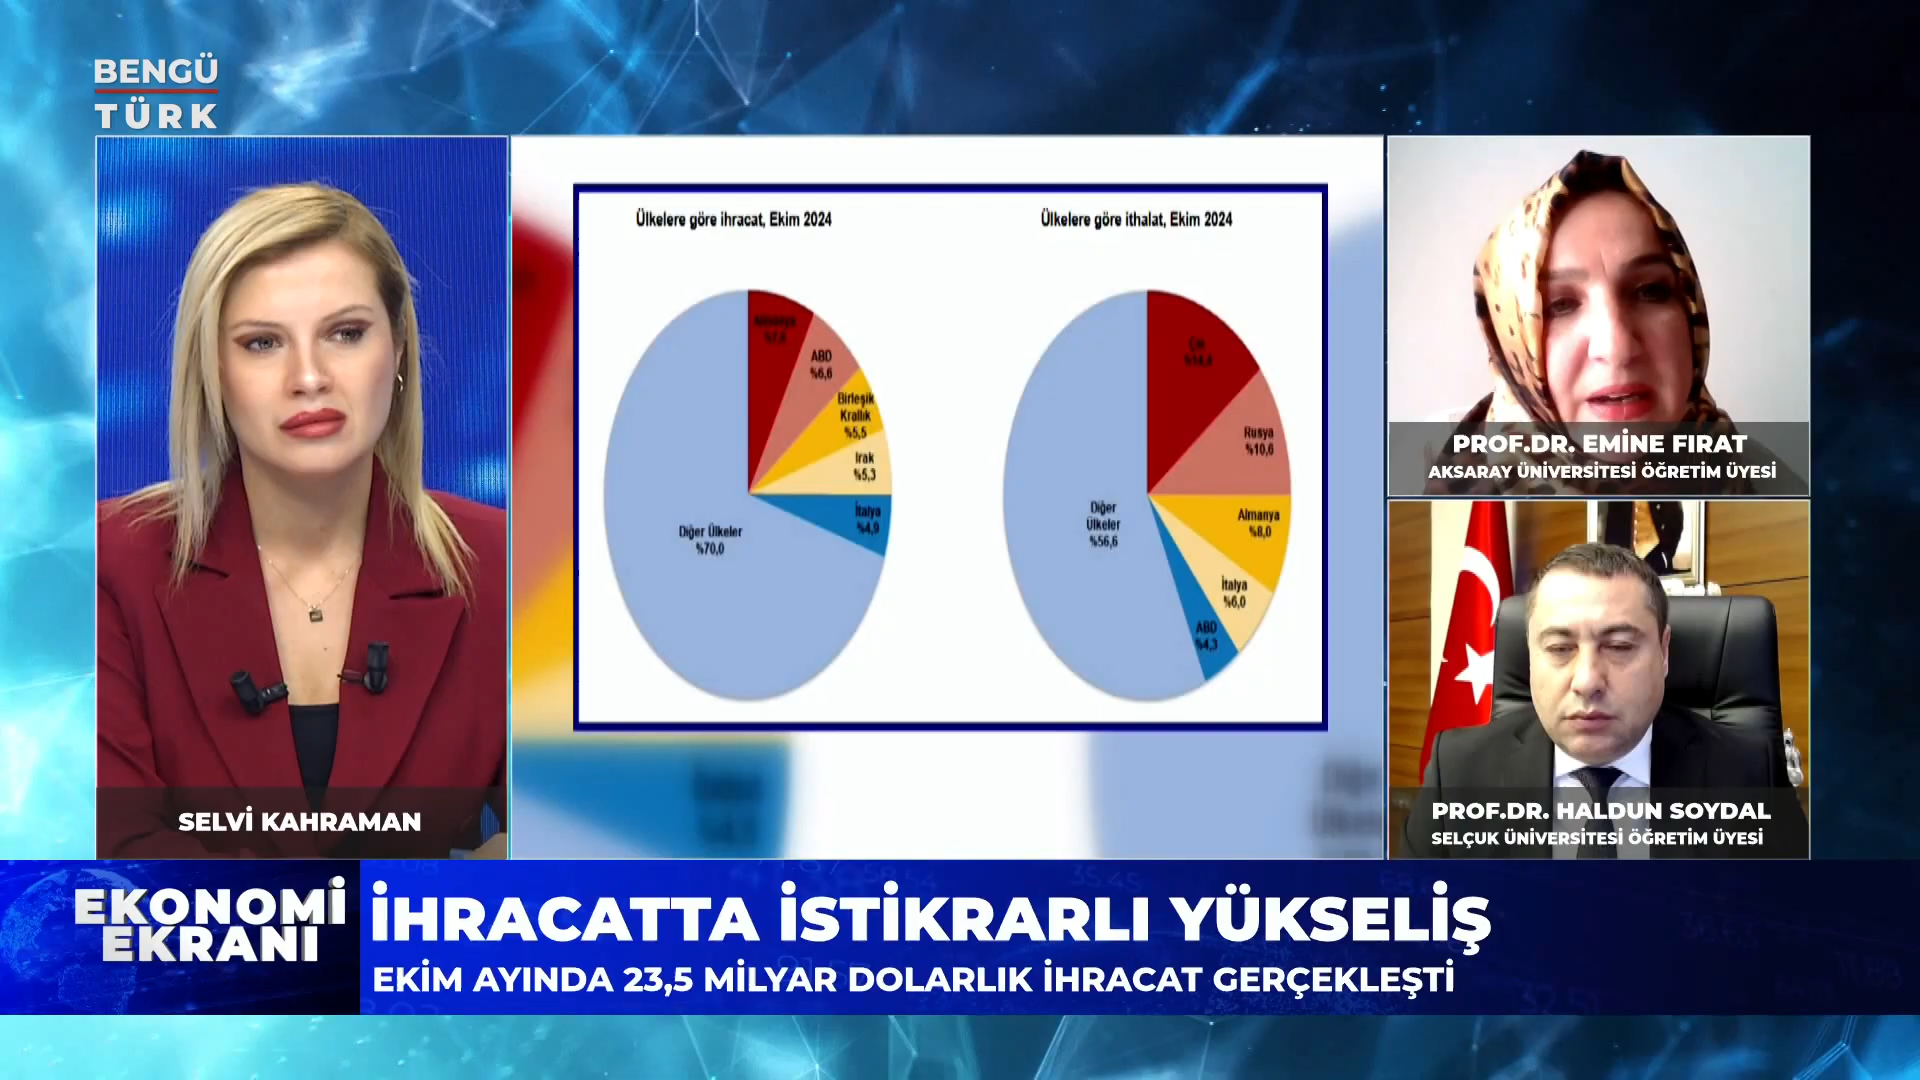 BENGÜ
TÜRK
Ülkelere göre ihracat, Ekim 2024
ABD
%6,6
Birleşik
Krallık
%5,5
Irak
%5,3
İtalya
%4,9
Diğer Ülkeler
%70,0
Ülkelere göre ithalat, Ekim 2024
Çin
Rusya
%10,6
Almanya
%8,0
İtalya
%6,0
ABD
%4,3
Diğer
Ülkeler
%56,6
PROF.DR. EMİNE FIRAT
AKSARAY ÜNİVERSİTESİ ÖĞRETİM ÜYESİ
SELVİ KAHRAMAN
PROF.DR. HALDUN SOYDAL
SELÇUK ÜNİVERSİTESİ ÖĞRETİM ÜYESİ
EKONOMİ
EKRANI
İHRACATTA İSTİKRARLI YÜKSELİŞ
EKİM AYINDA 23,5 MİLYAR DOLARLIK İHRACAT GERÇEKLEŞTİ